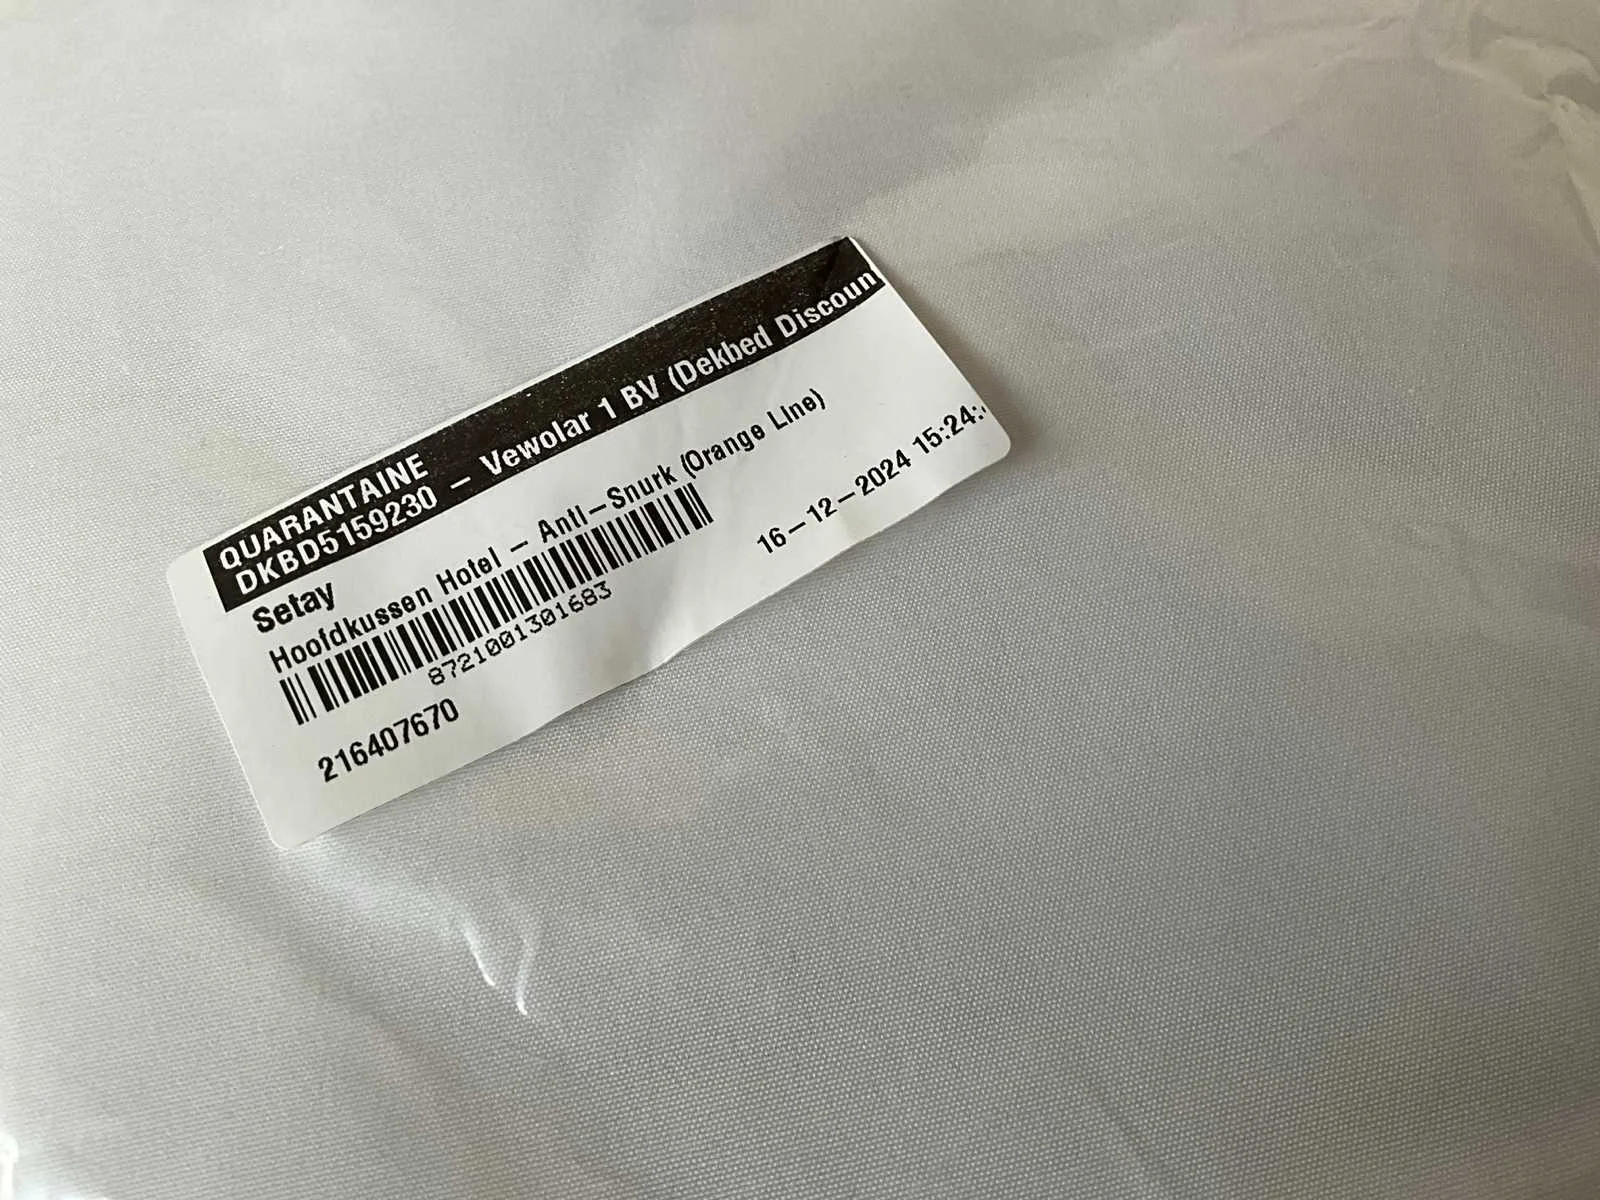 QUARANTAINE
DKBD5159230 – Vewolar 1 BV (Dekbed Discoun
Setay
Hoofdkussen Hotel – Anti–Snurk (Orange Line)
8721001301683
216407670
16–12–2024 15:24: